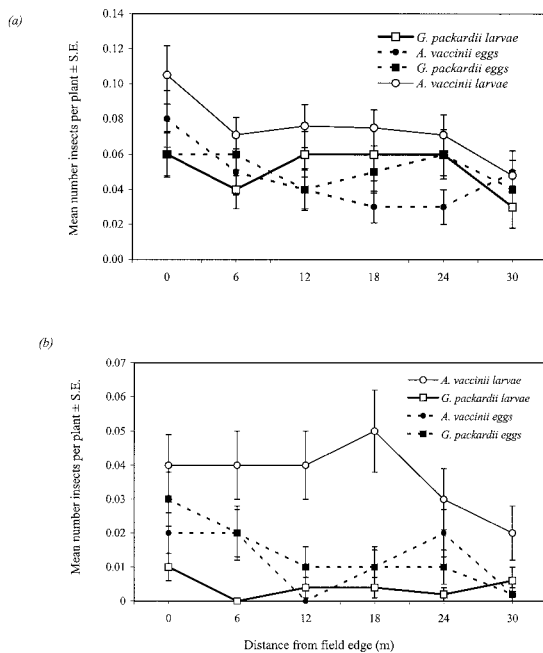 (a)
Mean number insects per plant ± S.E.
0.14
0.12
0.10
0.08
0.06
0.04
0.02
0.00
G. packardii larvae
A. vaccinii eggs
G. packardii eggs
A. vaccinii larvae
0 6 12 18 24 30
(b)
Mean number insects per plant ± S.E.
0.07
0.06
0.05
0.04
0.03
0.02
0.01
0
A. vaccinii larvae
G. packardii larvae
A. vaccinii eggs
G. packardii eggs
0 6 12 18 24 30
Distance from field edge (m)